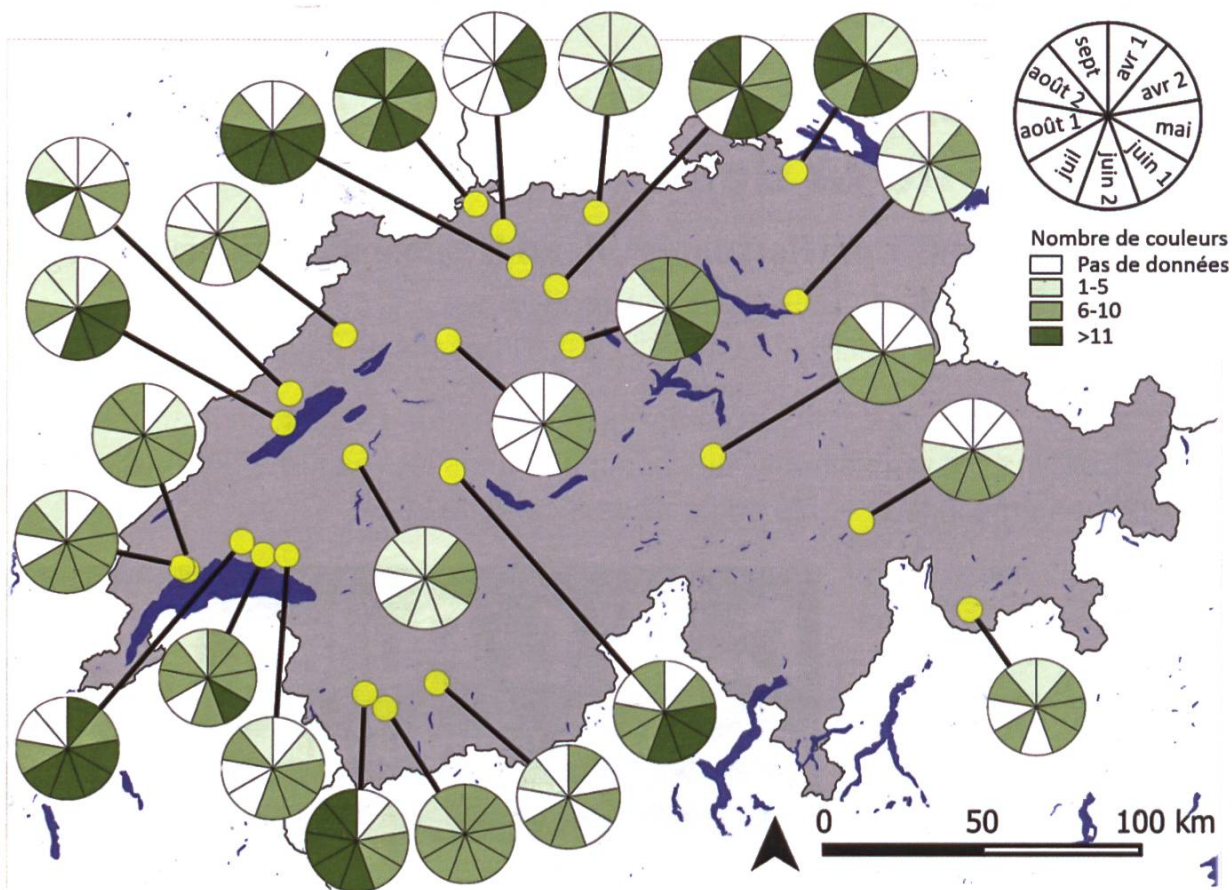 avr 1
avr 2
mai
juin 1
juin 2
juil
août 1
août 2
sept
Nombre de couleurs
Pas de données
1-5
6-10
>11
0
50
100 Km